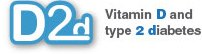 D2d
Vitamin D and
type 2 diabetes